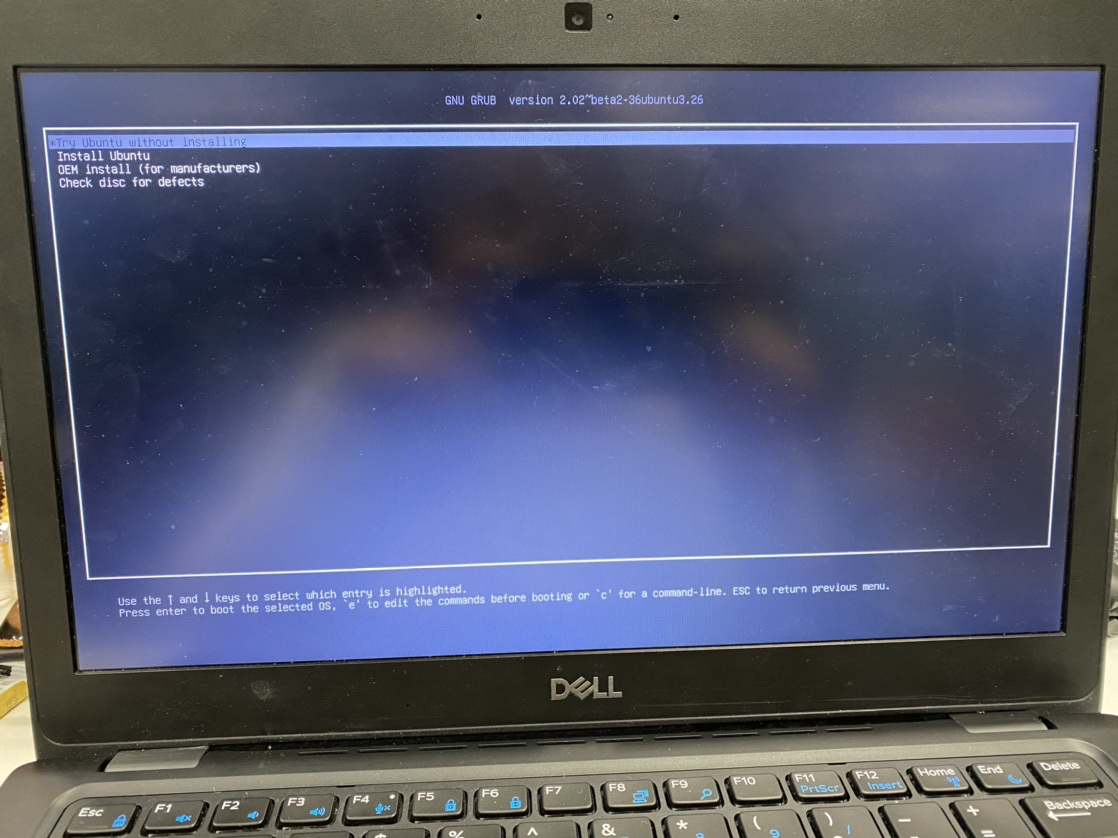 GNU GRUB version 2.02~beta2-36ubuntu3.26
*Try Ubuntu without installing
Install Ubuntu
OEM install (for manufacturers)
Check disc for defects
Use the ↑ and ↓ keys to select which entry is highlighted.
Press enter to boot the selected OS, `e' to edit the commands before booting or `c' for a command-line. ESC to return previous menu.
DELL
Esc F1 F2 F3 F4 F5 F6 F7 F8 F9 F10 F11 PrtScr F12 Insert Home End Delete
% ^ & * ( 9 ) _ + = Backspace